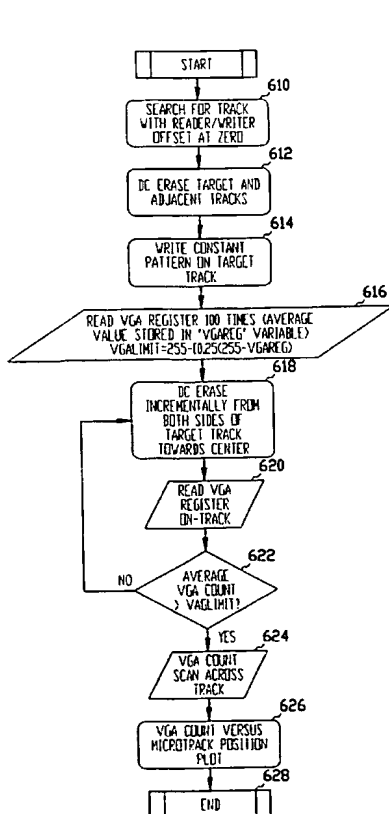 START
610
SEARCH FOR TRACK
WITH READER/WRITER
OFFSET AT ZERO
612
DC ERASE TARGET AND
ADJACENT TRACKS
614
WRITE CONSTANT
PATTERN ON TARGET
TRACK
616
READ VGA REGISTER 100 TIMES (AVERAGE
VALUE STORED IN 'VGAREG' VARIABLE)
VGALIMIT=255-(0.25(255-VGAREG)
618
DC ERASE
INCREMENTALLY FROM
BOTH SIDES OF
TARGET TRACK
TOWARDS CENTER
620
READ VGA
REGISTER
ON-TRACK
622
AVERAGE
VGA COUNT
> VAGLIMIT?
NO
YES
624
VGA COUNT
SCAN ACROSS
TRACK
626
VGA COUNT VERSUS
MICROTRACK POSITION
PLOT
628
END